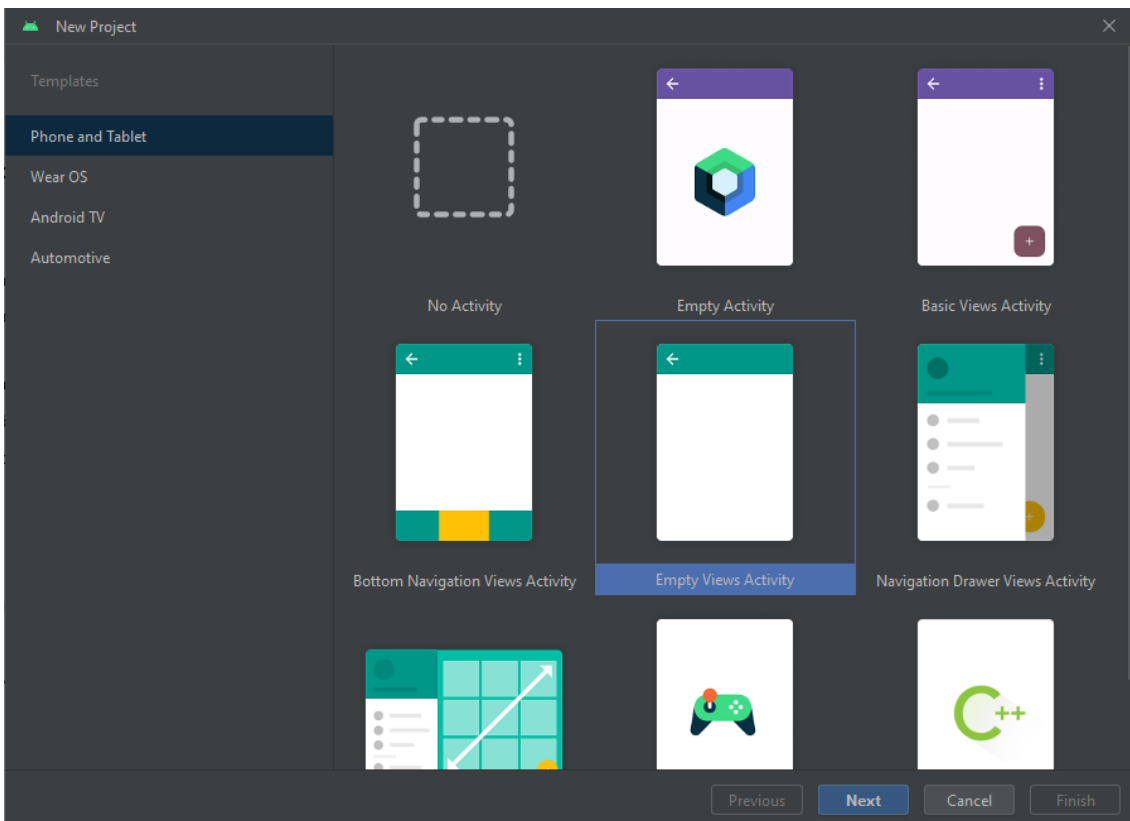 New Project
Templates
Phone and Tablet
Wear OS
Android TV
Automotive
No Activity
Empty Activity
Basic Views Activity
Bottom Navigation Views Activity
Empty Views Activity
Navigation Drawer Views Activity
C++
Previous
Next
Cancel
Finish